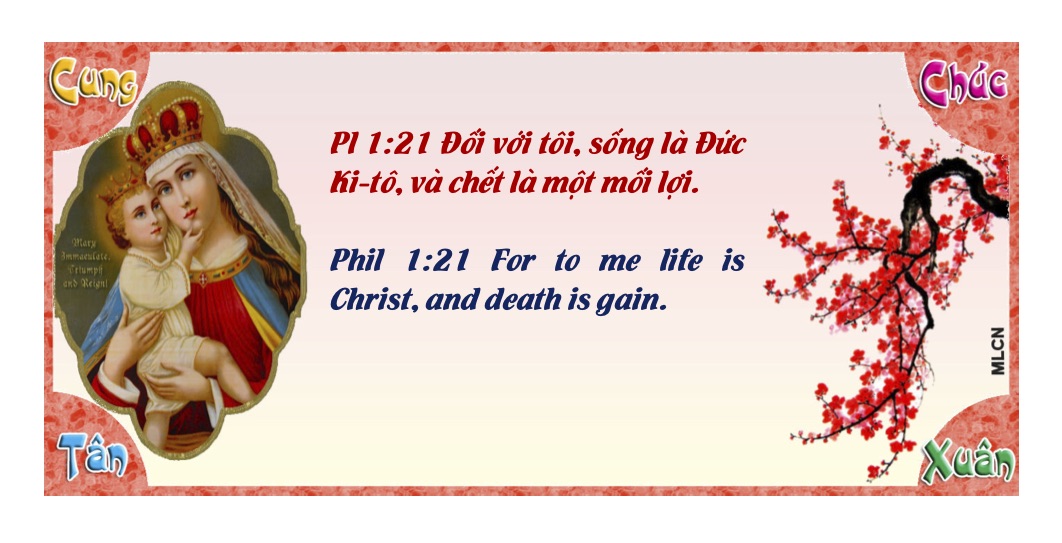 Cung
Chúc
Pl 1:21 Đối với tôi, sống là Đức
Ki-tô, và chết là một mối lợi.
Mary
Immaculate,
Triumph
and Reign!
Phil 1:21 For to me life is
Christ, and death is gain.
MLCN
Tân
Xuân